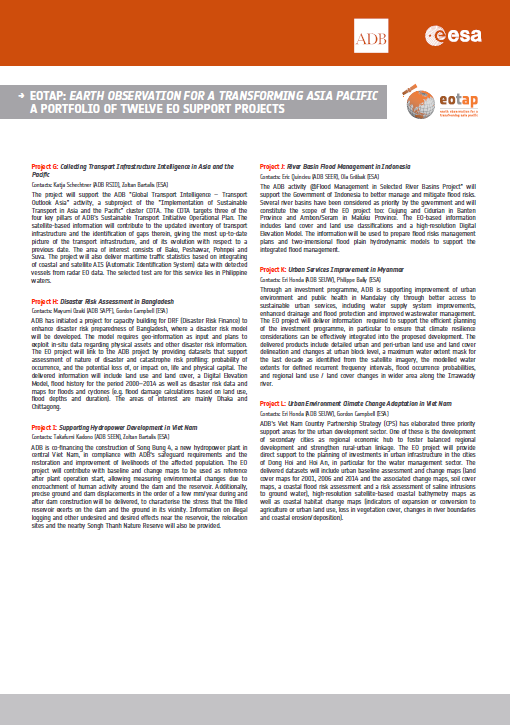 ADB
esa
→ EOTAP: EARTH OBSERVATION FOR A TRANSFORMING ASIA PACIFIC
A PORTFOLIO OF TWELVE EO SUPPORT PROJECTS
eotap
earth observation for a
transforming asia pacific
Project G: Collecting Transport Infrastructure Intelligence in Asia and the
Pacific
Contacts: Katja Schechtner (ADB RSID), Zoltan Bartalis (ESA)
The project will support the ADB "Global Transport Intelligence – Transport
Outlook Asia" activity, a subproject of the "Implementation of Sustainable
Transport in Asia and the Pacific" cluster CDTA. The CDTA targets three of the
four key pillars of ADB's Sustainable Transport Initiative Operational Plan. The
satellite-based information will contribute to the updated inventory of transport
infrastructure and the identification of gaps therein, giving the most up-to-date
picture of the transport infrastructure, and of its evolution with respect to a
previous date. The area of interest consists of Baku, Peshawar, Pohnpei and
Suva. The project will also deliver maritime traffic statistics based on integrating
of coastal and satellite AIS (Automatic Identification System) data with detected
vessels from radar EO data. The selected test are for this service lies in Philippine
waters.
Project H: Disaster Risk Assessment in Bangladesh
Contacts: Mayumi Ozaki (ADB SAPF), Gordon Campbell (ESA)
ADB has initiated a project for capacity building for DRF (Disaster Risk Finance) to
enhance disaster risk preparedness of Bangladesh, where a disaster risk model
will be developed. The model requires geo-information as input and plans to
exploit in-situ data regarding physical assets and other disaster risk information.
The EO project will link to the ADB project by providing datasets that support
assessment of nature of disaster and catastrophe risk profiling: probability of
occurrence, and the potential loss of, or impact on, life and physical capital. The
delivered information will include land use and land cover, a Digital Elevation
Model, flood history for the period 2000–2014 as well as disaster risk data and
maps for floods and cyclones (e.g. flood damage calculations based on land use,
flood depths and duration). The areas of interest are mainly Dhaka and
Chittagong.
Project I: Supporting Hydropower Development in Viet Nam
Contacts: Takafumi Kadono (ADB SEEN), Zoltan Bartalis (ESA)
ADB is co-financing the construction of Song Bung 4, a new hydropower plant in
central Viet Nam, in compliance with ADB's safeguard requirements and the
restoration and improvement of livelihoods of the affected population. The EO
project will contribute with baseline and change maps to be used as reference
after plant operation start, allowing measuring environmental changes due to
encroachment of human activity around the dam and the reservoir. Additionally,
precise ground and dam displacements in the order of a few mm/year during and
after dam construction will be delivered, to characterise the stress that the filled
reservoir exerts on the dam and the ground in its vicinity. Information on illegal
logging and other undesired and desired effects near the reservoir, the relocation
sites and the nearby Songh Thanh Nature Reserve will also be provided.
Project J: River Basin Flood Management in Indonesia
Contacts: Eric Quincieu (ADB SEER), Ola Gråbak (ESA)
The ADB activity @Flood Management in Selected River Basins Project" will
support the Government of Indonesia to better manage and mitigate flood risks.
Several river basins have been considered as priority by the government and will
constitute the scope of the EO project too: Cujung and Cidurian in Banten
Province and Ambon/Seram in Maluku Province. The EO-based information
includes land cover and land use classifications and a high-resolution Digital
Elevation Model. The information will be used to prepare flood risks management
plans and two-imensional flood plain hydrodynamic models to support the
integrated flood management.
Project K: Urban Services Improvement in Myanmar
Contacts: Eri Honda (ADB SEUW), Philippe Bally (ESA)
Through an investment programme, ADB is supporting improvement of urban
environment and public health in Mandalay city through better access to
sustainable urban services, including water supply system improvements,
enhanced drainage and flood protection and improved wastewater management.
The EO project will deliver information required to support the efficient planning
of the investment programme, in particular to ensure that climate resilience
considerations can be effectively integrated into the proposed development. The
delivered products include detailed urban and peri-urban land use and land cover
delineation and changes at urban block level, a maximum water extent mask for
the last decade as identified from the satellite imagery, the modelled water
extents for defined recurrent frequency intervals, flood occurrence probabilities,
and regional land use / land cover changes in wider area along the Irrawaddy
river.
Project L: Urban Environment Climate Change Adaptation in Viet Nam
Contacts: Eri Honda (ADB SEUW), Gordon Campbell (ESA)
ADB's Viet Nam Country Partnership Strategy (CPS) has elaborated three priority
support areas for the urban development sector. One of these is the development
of secondary cities as regional economic hub to foster balanced regional
development and strengthen rural-urban linkage. The EO project will provide
direct support to the planning of investments in urban infrastructure in the cities
of Dong Hoi and Hoi An, in particular for the water management sector. The
delivered datasets will include urban baseline assessment and change maps (land
cover maps for 2001, 2006 and 2014 and the associated change maps, soil cover
maps, a coastal flood risk assessment and a risk assessment of saline intrusions
to ground water), high-resolution satellite-based coastal bathymetry maps as
well as coastal habitat change maps (indicators of expansion or conversion to
agriculture or urban land use, loss in vegetation cover, changes in river boundaries
and coastal erosion/deposition).